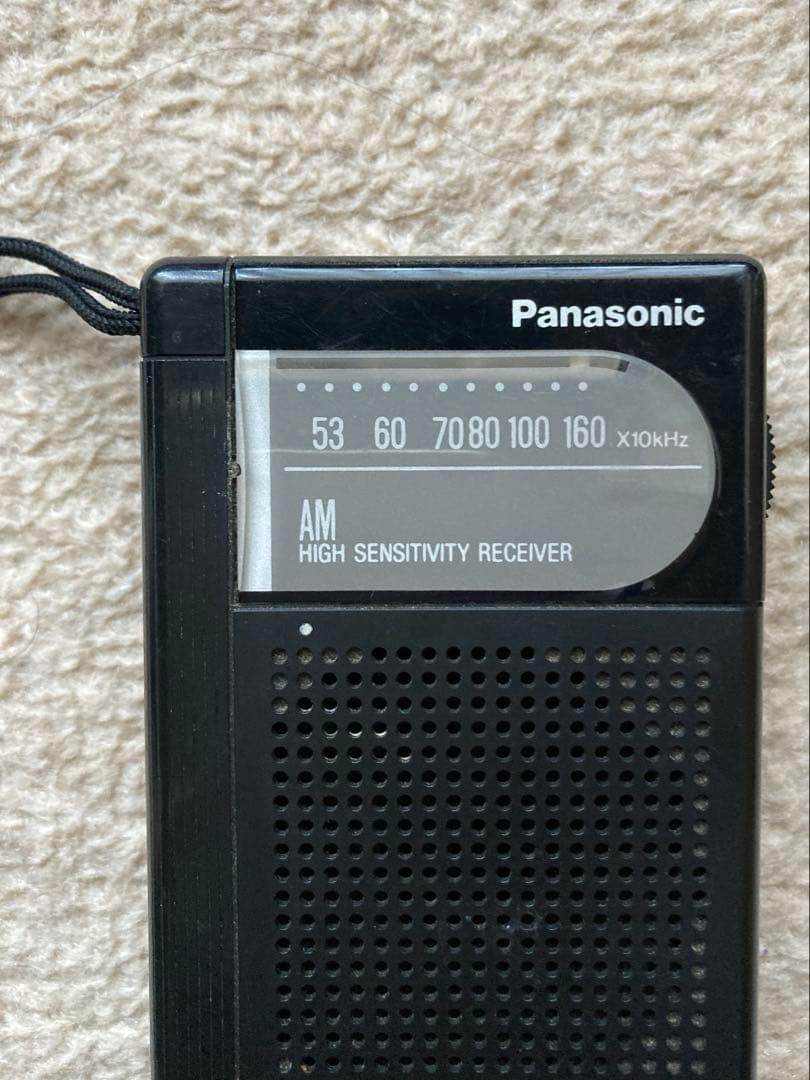 Panasonic
53 60 70 80 100 160 X10kHz
AM
HIGH SENSITIVITY RECEIVER